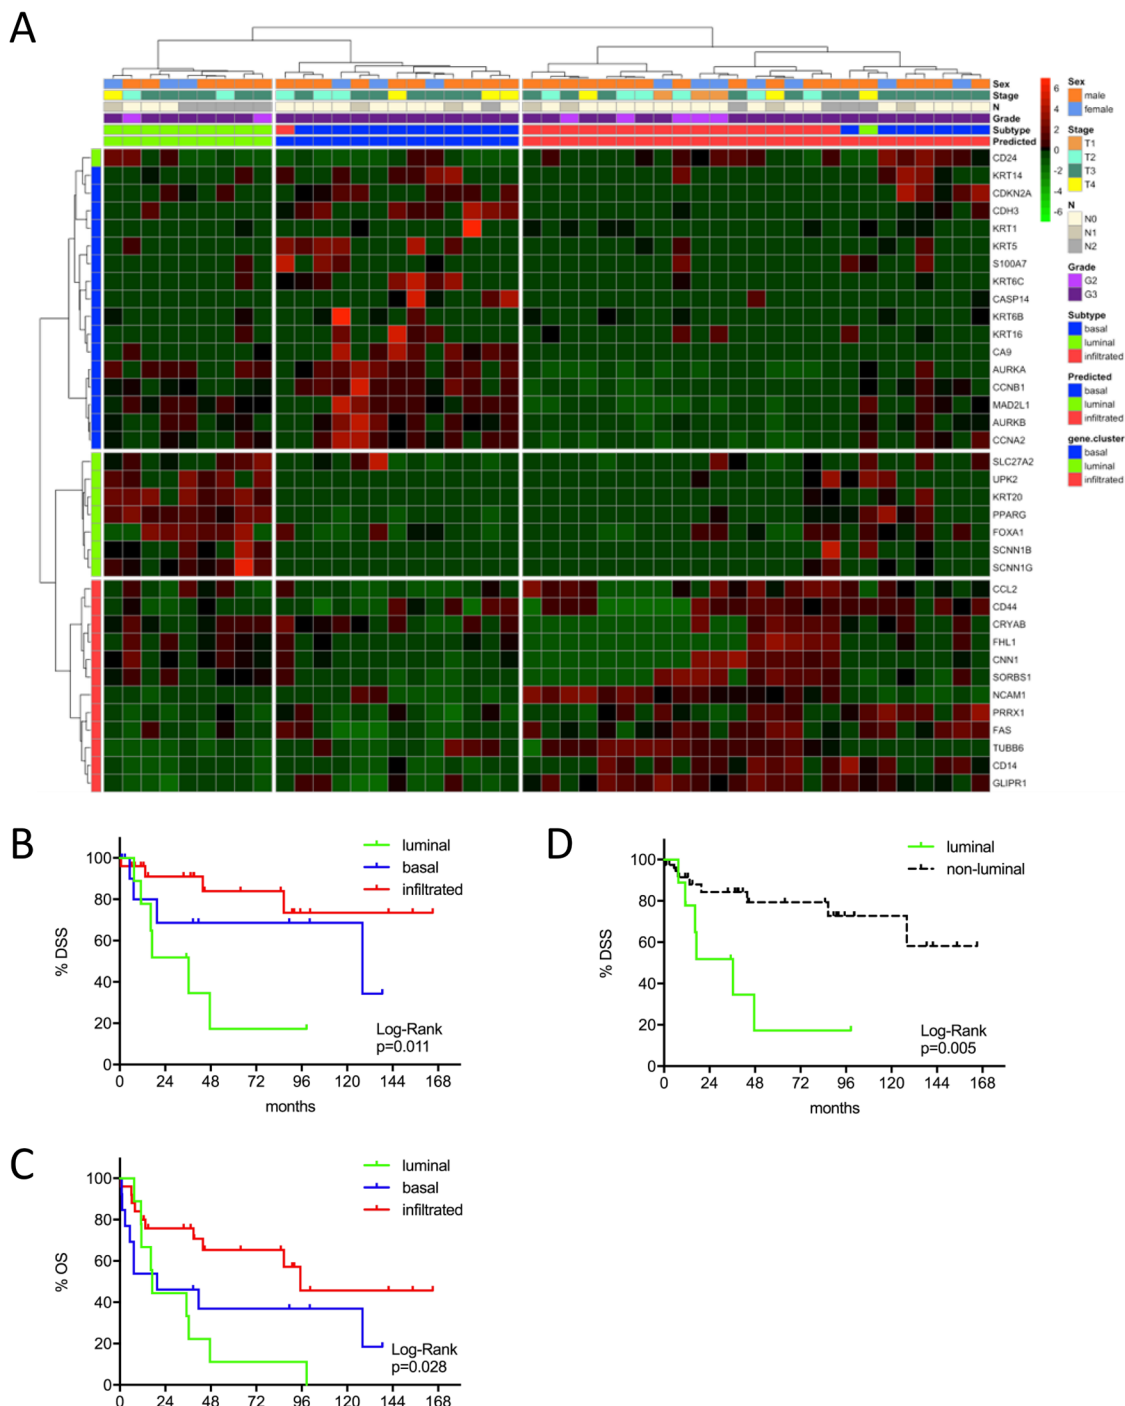 A
Sex
Stage
N
Grade
Subtype
Predicted
CD24
KRT14
CDKN2A
CDH3
KRT1
KRT5
S100A7
KRT6C
CASP14
KRT6B
KRT16
CA9
AURKA
CCNB1
MAD2L1
AURKB
CCNA2
SLC27A2
UPK2
KRT20
PPARG
FOXA1
SCNN1B
SCNN1G
CCL2
CD44
CRYAB
FHL1
CNN1
SORBS1
NCAM1
PRRX1
FAS
TUBB6
CD14
GLIPR1
6
4
2
0
-2
-4
-6
Sex
male
female
Stage
T1
T2
T3
T4
N
N0
N1
N2
Grade
G2
G3
Subtype
basal
luminal
infiltrated
Predicted
basal
luminal
infiltrated
gene.cluster
basal
luminal
infiltrated
B
% DSS
100
80
60
40
20
0
0 24 48 72 96 120 144 168
months
luminal
basal
infiltrated
Log-Rank
p=0.011
D
% DSS
100
80
60
40
20
0
0 24 48 72 96 120 144 168
months
luminal
non-luminal
Log-Rank
p=0.005
C
% OS
100
80
60
40
20
0
0 24 48 72 96 120 144 168
luminal
basal
infiltrated
Log-Rank
p=0.028